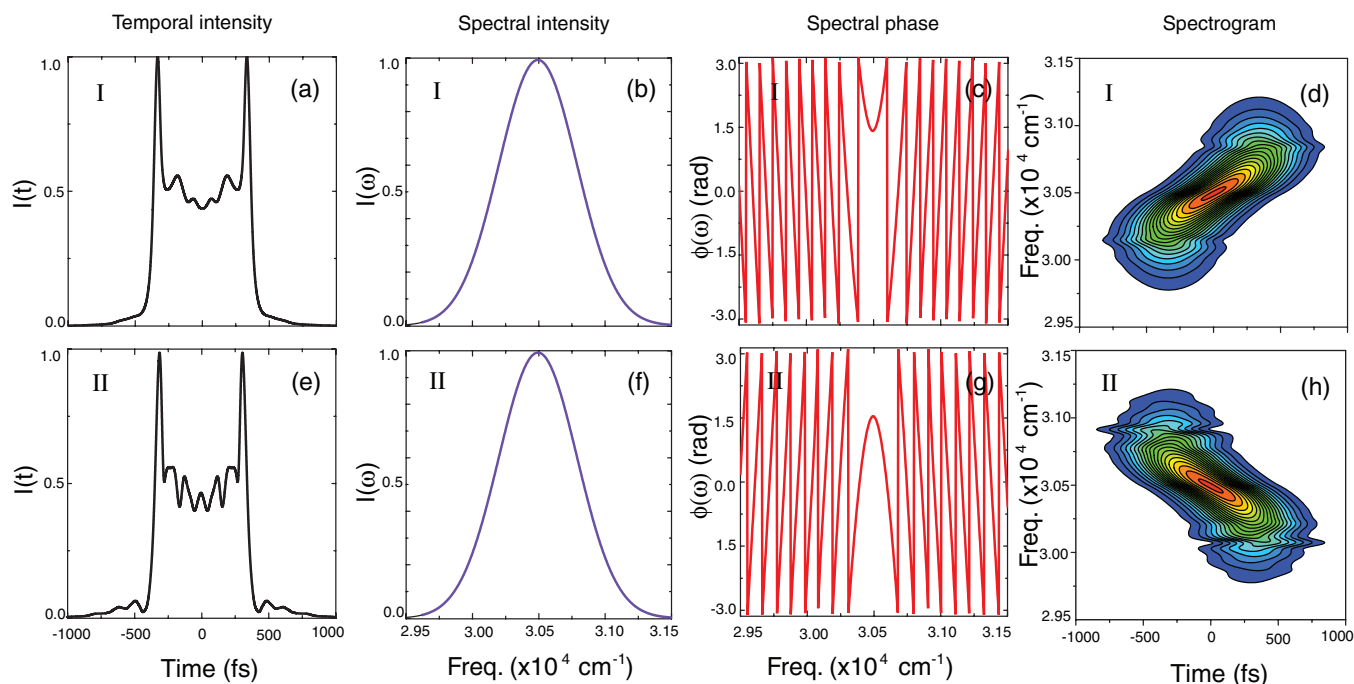 Temporal intensity
Spectral intensity
Spectral phase
Spectrogram
I
(a)
1.0
0.5
0.0
I(t)
I
(b)
1.0
0.5
0.0
I(ω)
I
(c)
3.0
1.5
0.0
1.5
-3.0
ϕ(ω) (rad)
I
(d)
3.15
3.10
3.05
3.00
2.95
Freq. (x10⁴ cm⁻¹)
II
(e)
1.0
0.5
0.0
I(t)
-1000
-500
0
500
1000
Time (fs)
II
(f)
1.0
0.5
0.0
I(ω)
2.95
3.05
3.15
Freq. (x10⁴ cm⁻¹)
II
(g)
3.0
1.5
0.0
1.5
-3.0
ϕ(ω) (rad)
2.95
3.00
3.05
3.10
3.15
Freq. (x10⁴ cm⁻¹)
II
(h)
3.15
3.10
3.05
3.00
2.95
Freq. (x10⁴ cm⁻¹)
-1000
-500
0
500
1000
Time (fs)